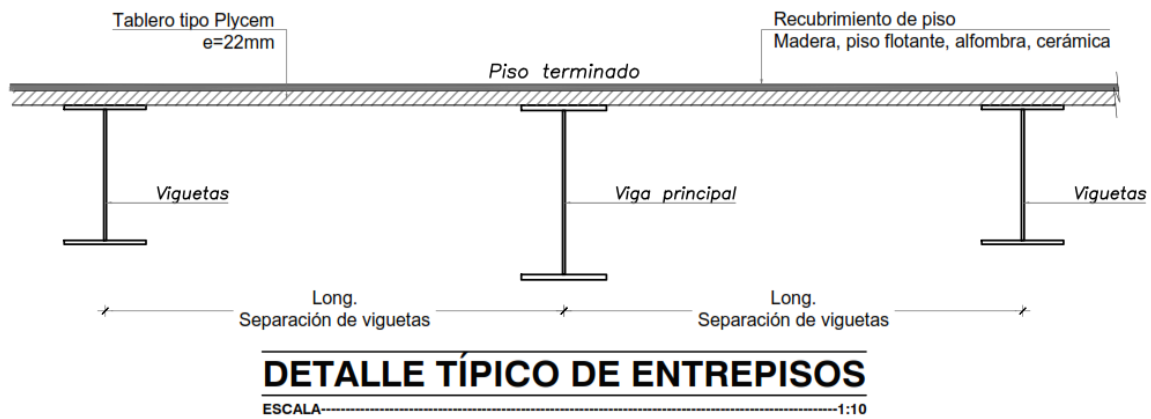 Tablero tipo Plycem
e=22mm
Recubrimiento de piso
Madera, piso flotante, alfombra, cerámica
Piso terminado
Viguetas
Viga principal
Viguetas
Long.
Separación de viguetas
Long.
Separación de viguetas
DETALLE TÍPICO DE ENTREPISOS
ESCALA----------------------------------------------------------------------------------------------------1:10